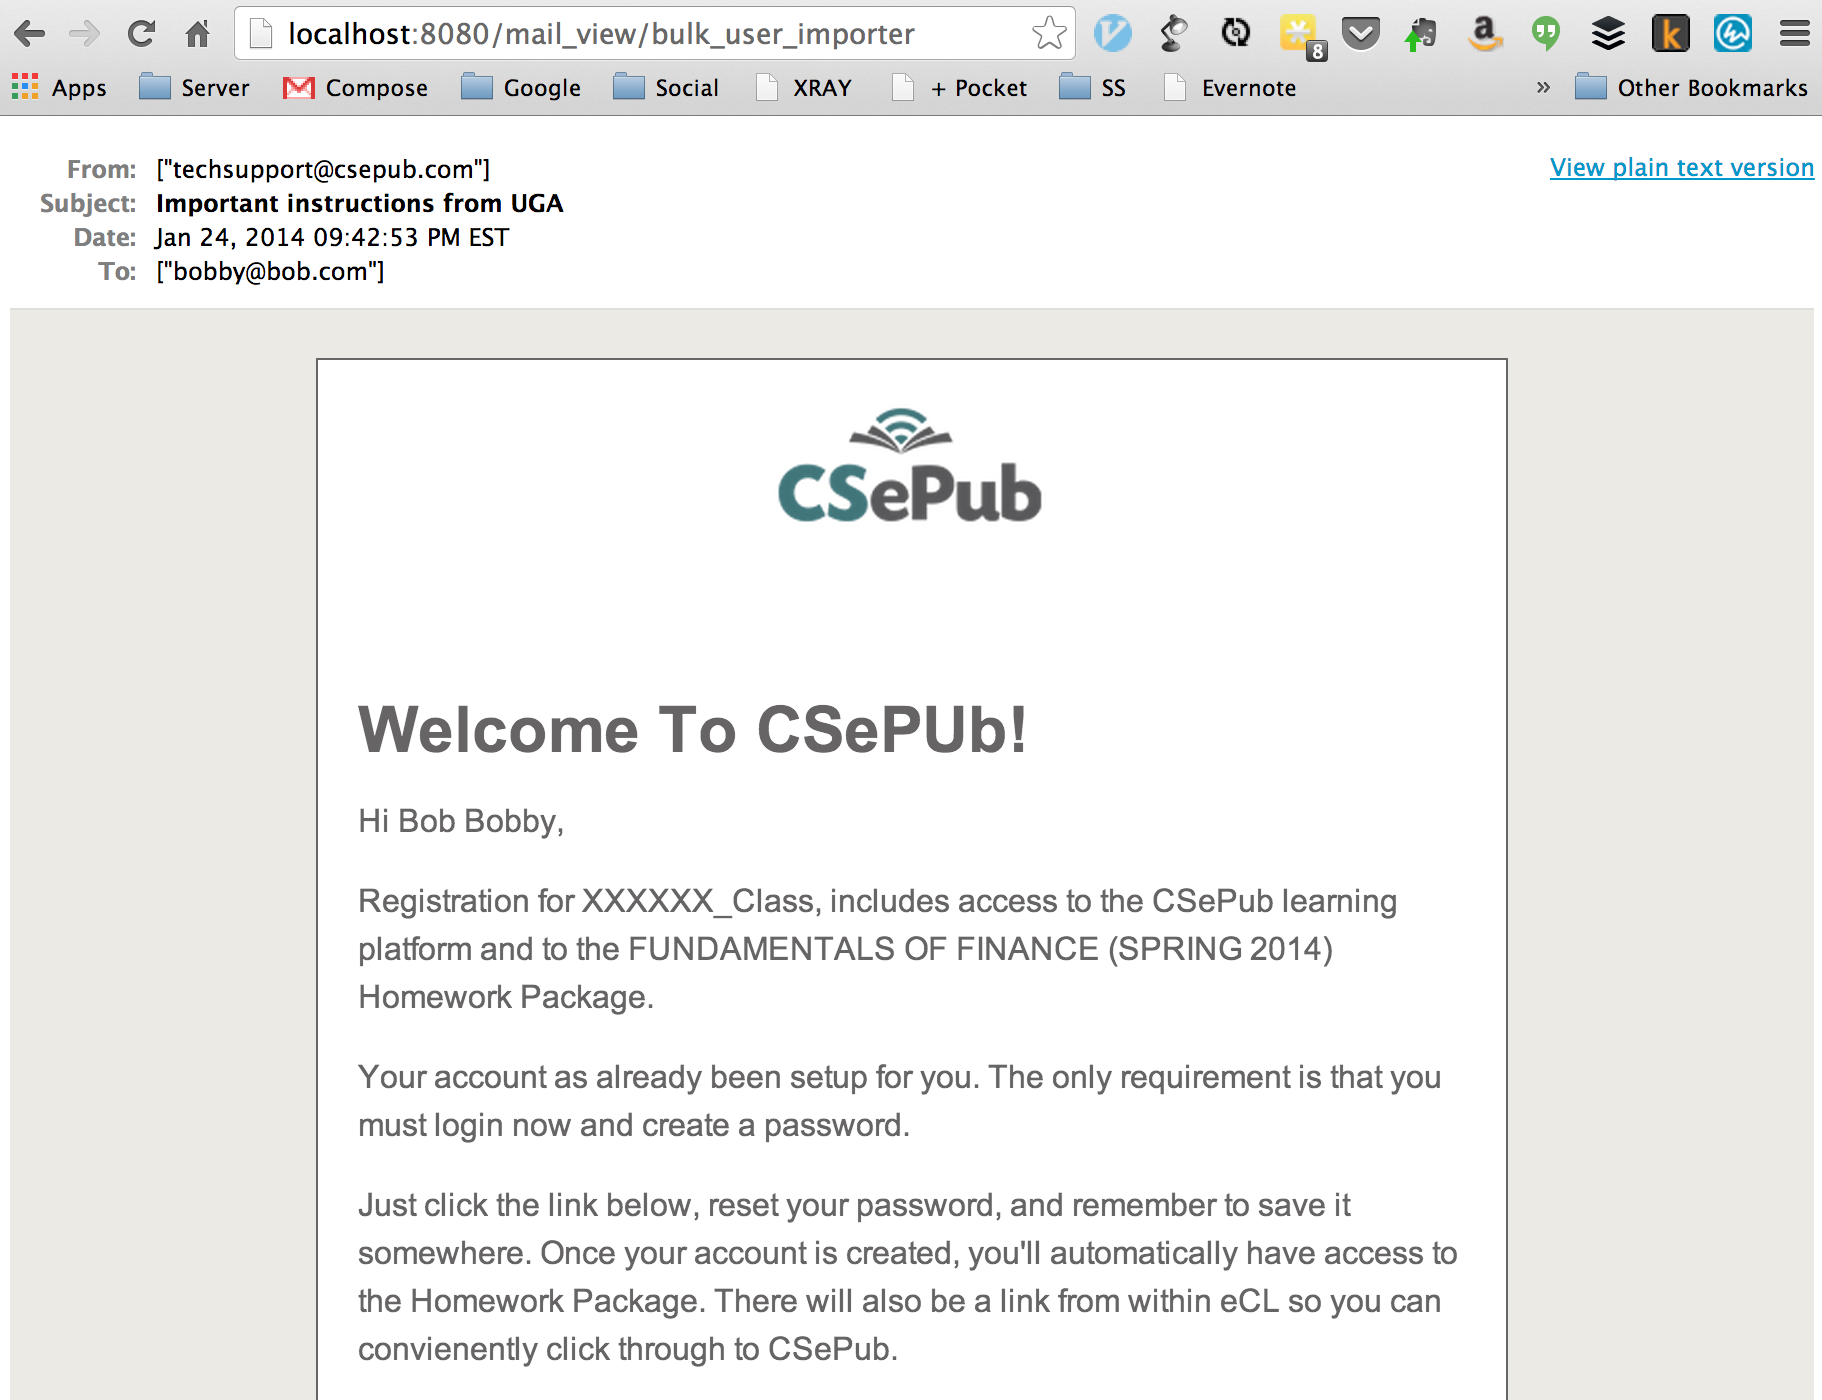 localhost:8080/mail_view/bulk_user_importer
8
Apps Server Compose Google Social XRAY + Pocket SS Evernote » Other Bookmarks
From: ["techsupport@csepub.com"]
View plain text version
Subject: Important instructions from UGA
Date: Jan 24, 2014 09:42:53 PM EST
To: ["bobby@bob.com"]
CSePub
Welcome To CSePUb!
Hi Bob Bobby,
Registration for XXXXXX_Class, includes access to the CSePub learning
platform and to the FUNDAMENTALS OF FINANCE (SPRING 2014)
Homework Package.
Your account as already been setup for you. The only requirement is that you
must login now and create a password.
Just click the link below, reset your password, and remember to save it
somewhere. Once your account is created, you'll automatically have access to
the Homework Package. There will also be a link from within eCL so you can
convienently click through to CSePub.